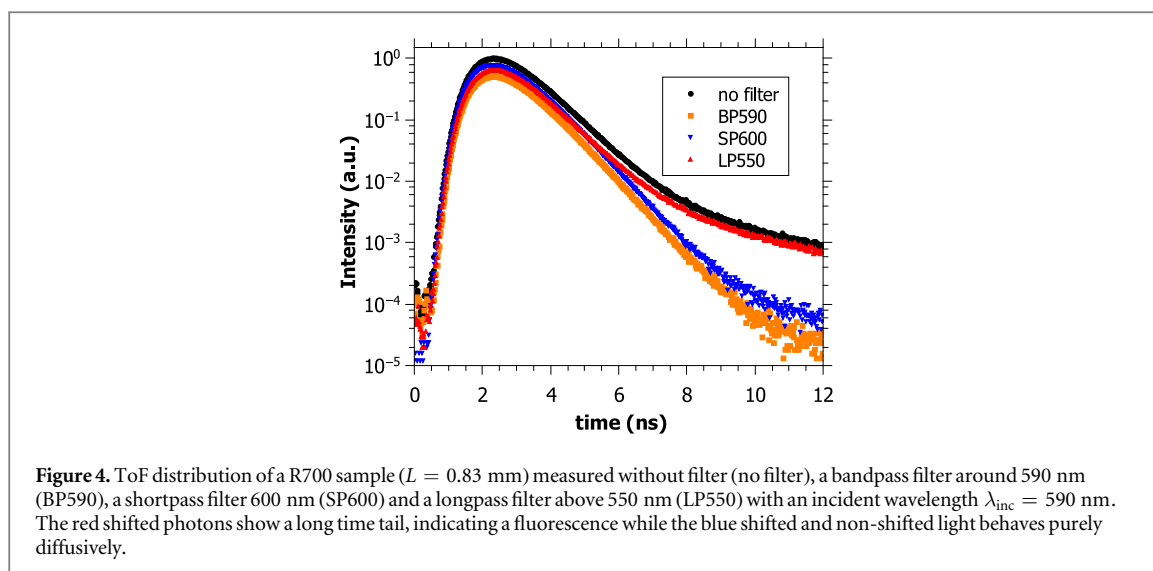 10⁰
10⁻¹
10⁻²
10⁻³
10⁻⁴
10⁻⁵
Intensity (a.u.)
no filter
BP590
SP600
LP550
0 2 4 6 8 10 12
time (ns)
Figure 4. ToF distribution of a R700 sample (L = 0.83 mm) measured without filter (no filter), a bandpass filter around 590 nm
(BP590), a shortpass filter 600 nm (SP600) and a longpass filter above 550 nm (LP550) with an incident wavelength λinc = 590 nm.
The red shifted photons show a long time tail, indicating a fluorescence while the blue shifted and non-shifted light behaves purely
diffusively.